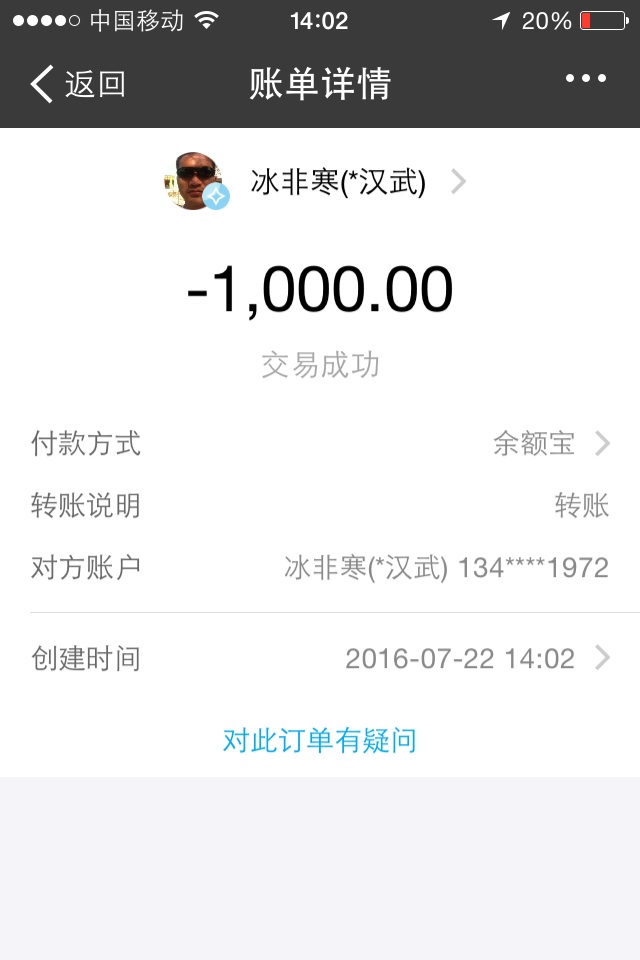 中国移动 14:02 20%
返回 账单详情
冰非寒(*汉武)
-1,000.00
交易成功
付款方式 余额宝
转账说明 转账
对方账户 冰非寒(*汉武) 134****1972
创建时间 2016-07-22 14:02
对此订单有疑问